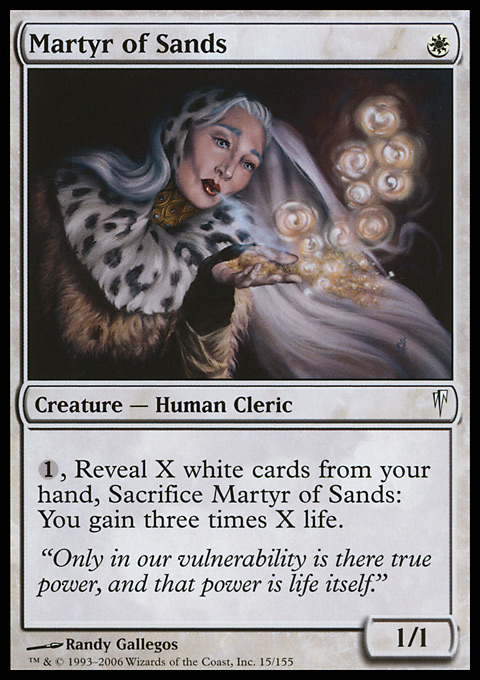 Martyr of Sands
Creature — Human Cleric
1, Reveal X white cards from your
hand, Sacrifice Martyr of Sands:
You gain three times X life.
“Only in our vulnerability is there true
power, and that power is life itself.”
Randy Gallegos
1/1
™ & © 1993–2006 Wizards of the Coast, Inc. 15/155